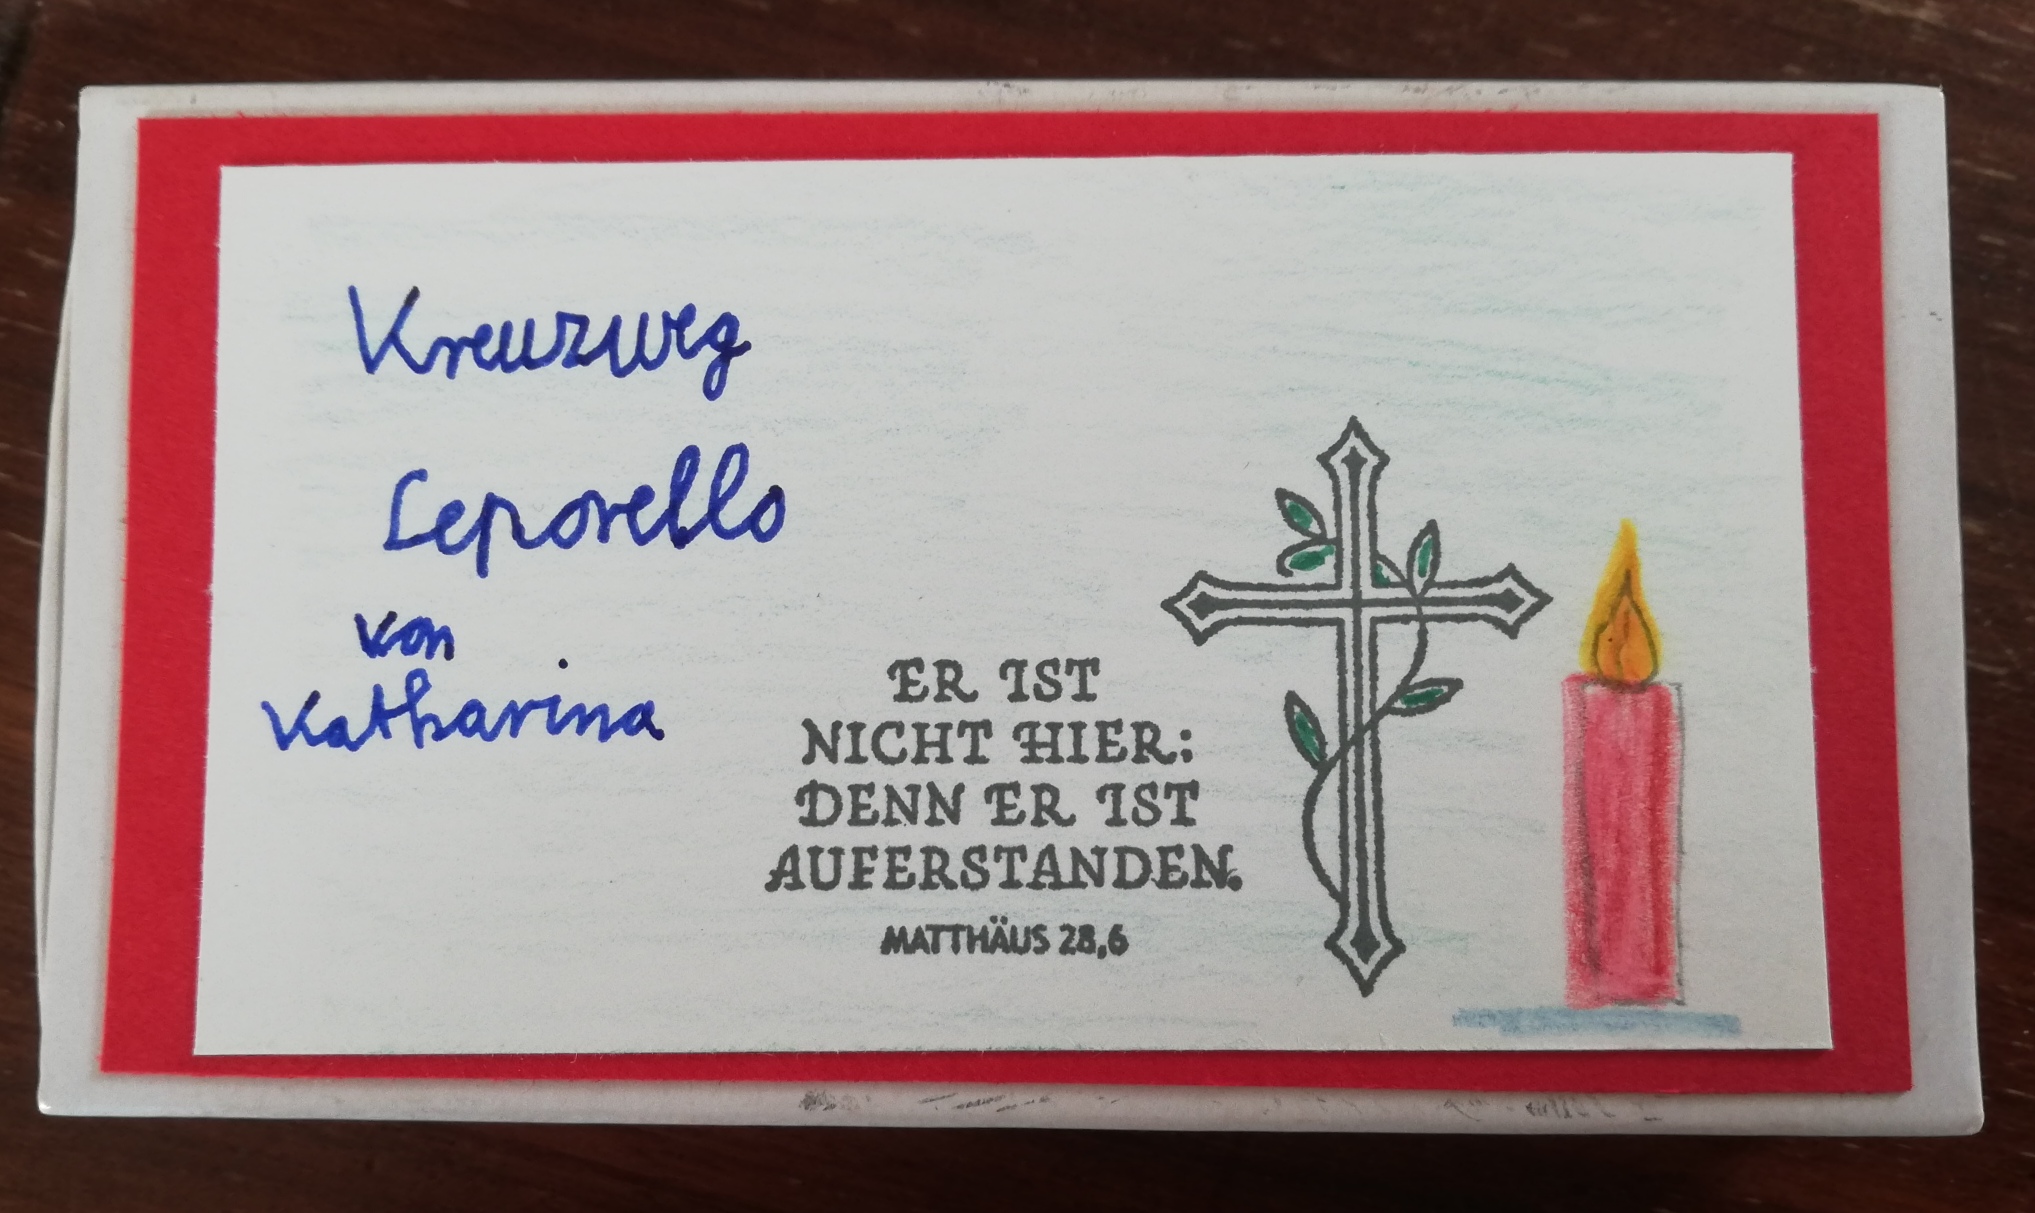 Kreuzweg
Leporello
von
Katharina
ER IST
NICHT HIER:
DENN ER IST
AUFERSTANDEN.
MATTHÄUS 28,6